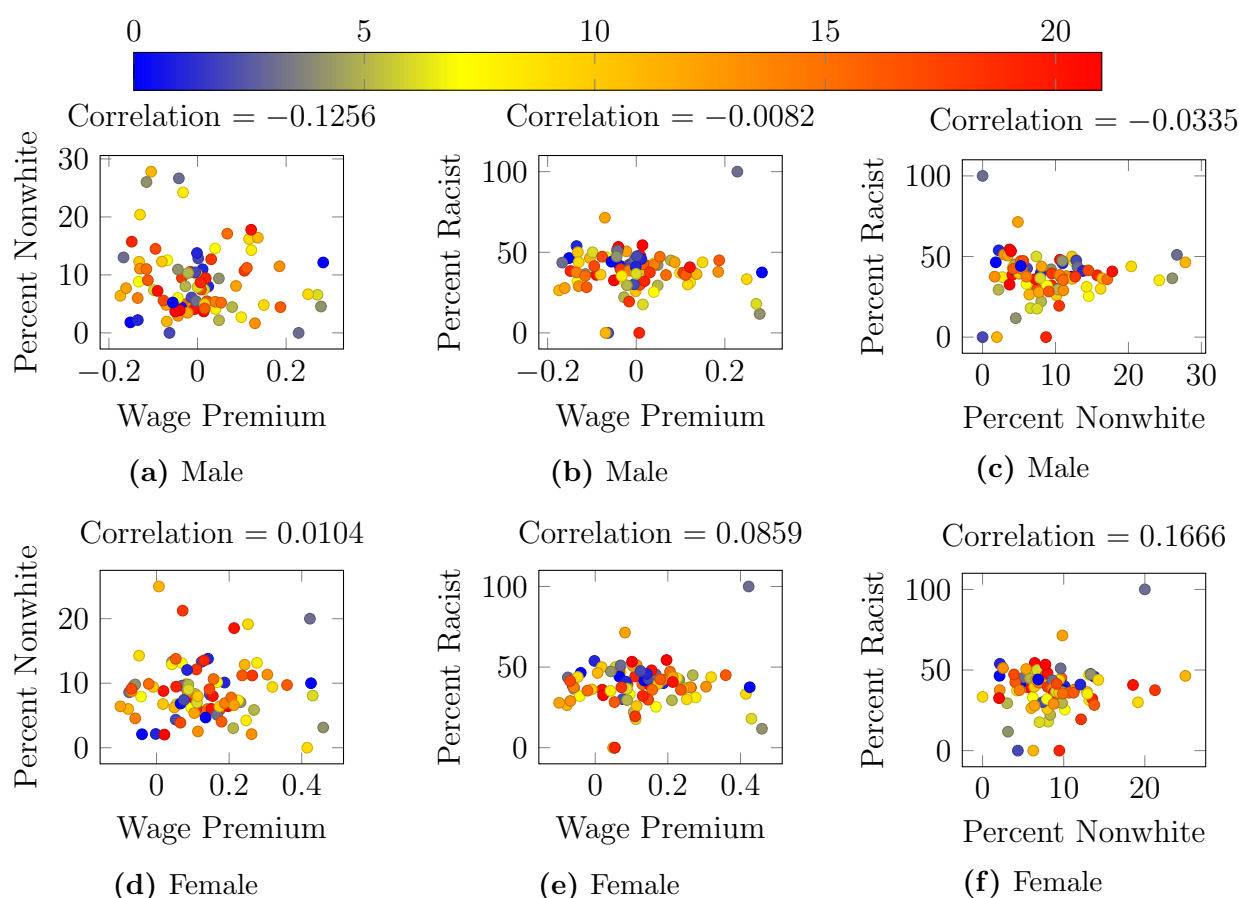 0 5 10 15 20
Correlation = −0.1256 Correlation = −0.0082 Correlation = −0.0335
Percent Nonwhite
30
20
10
0
−0.2 0 0.2
Wage Premium
(a) Male
Percent Racist
100
50
0
−0.2 0 0.2
Wage Premium
(b) Male
Percent Racist
100
50
0
0 10 20 30
Percent Nonwhite
(c) Male
Correlation = 0.0104 Correlation = 0.0859 Correlation = 0.1666
Percent Nonwhite
20
10
0
0 0.2 0.4
Wage Premium
(d) Female
Percent Racist
100
50
0
0 0.2 0.4
Wage Premium
(e) Female
Percent Racist
100
50
0
0 10 20
Percent Nonwhite
(f) Female